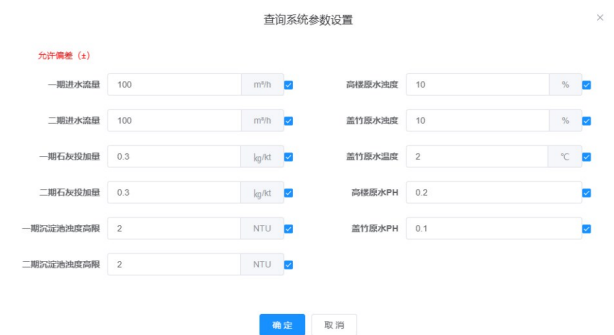 查询系统参数设置
允许偏差（±）
一期进水流量 100 m³/h 高楼原水浊度 10 %
二期进水流量 100 m³/h 盖竹原水浊度 10 %
一期石灰投加量 0.3 kg/kt 盖竹原水温度 2 ℃
二期石灰投加量 0.3 kg/kt 高楼原水PH 0.2
一期沉淀池浊度高限 2 NTU 盖竹原水PH 0.1
二期沉淀池浊度高限 2 NTU
确定 取消